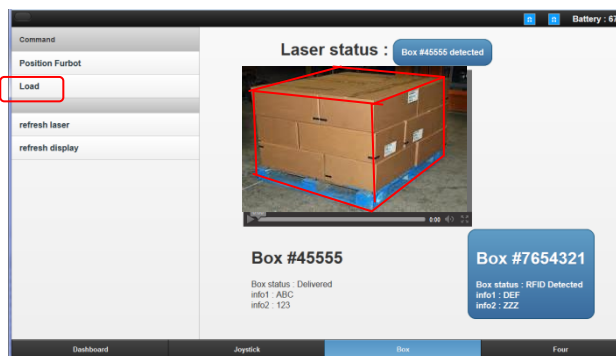 Battery : 67
Command
Position Furbot
Load
refresh laser
refresh display
Laser status :
Box #45555 detected
0:00
Box #45555
Box status : Delivered
info1 : ABC
info2 : 123
Box #7654321
Box status : RFID Detected
info1 : DEF
info2 : ZZZ
Dashboard
Joystick
Box
Four